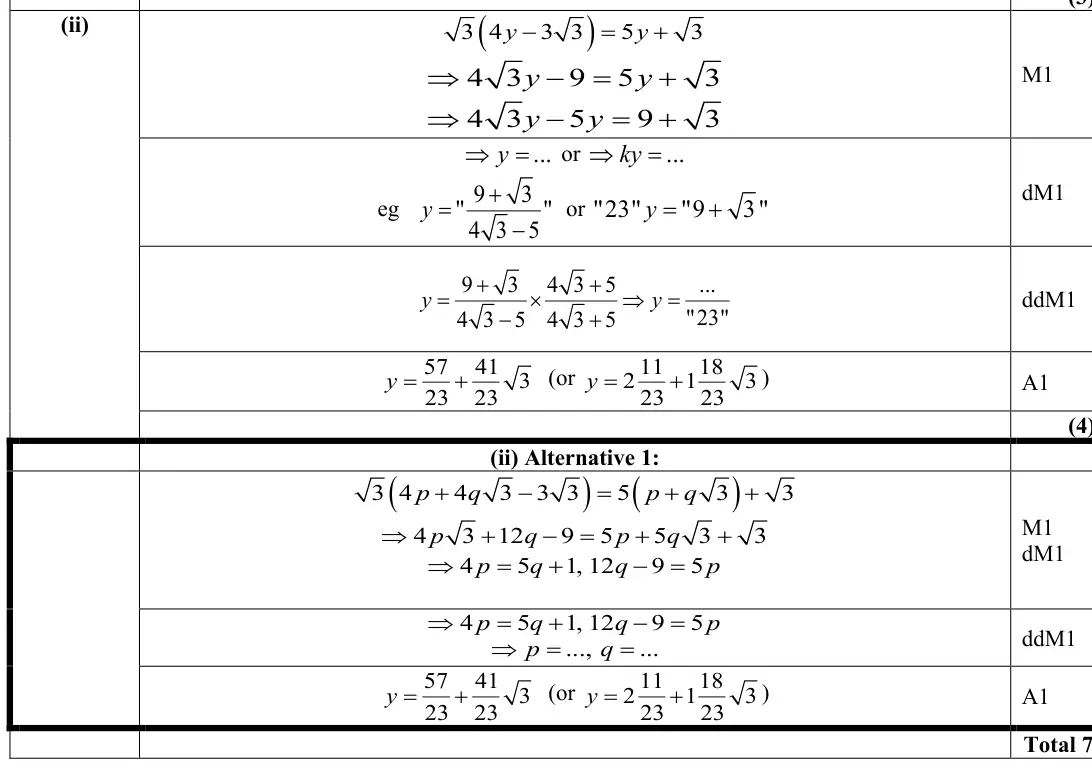 (3)
(ii)
√3(4y − 3√3) = 5y + √3
⇒ 4√3y − 9 = 5y + √3
⇒ 4√3y − 5y = 9 + √3
M1
⇒ y = ... or ⇒ ky = ...
eg y = "(9 + √3)/(4√3 − 5)" or "23"y = "9 + √3"
dM1
y = (9 + √3)/(4√3 − 5) × (4√3 + 5)/(4√3 + 5) ⇒ y = .../"23"
ddM1
y = 57/23 + 41/23 √3 (or y = 2 11/23 + 1 18/23 √3)
A1
(4)
(ii) Alternative 1:
√3(4p + 4q√3 − 3√3) = 5(p + q√3) + √3
⇒ 4p√3 + 12q − 9 = 5p + 5q√3 + √3
⇒ 4p = 5q + 1, 12q − 9 = 5p
M1
dM1
⇒ 4p = 5q + 1, 12q − 9 = 5p
⇒ p = ..., q = ...
ddM1
y = 57/23 + 41/23 √3 (or y = 2 11/23 + 1 18/23 √3)
A1
Total 7